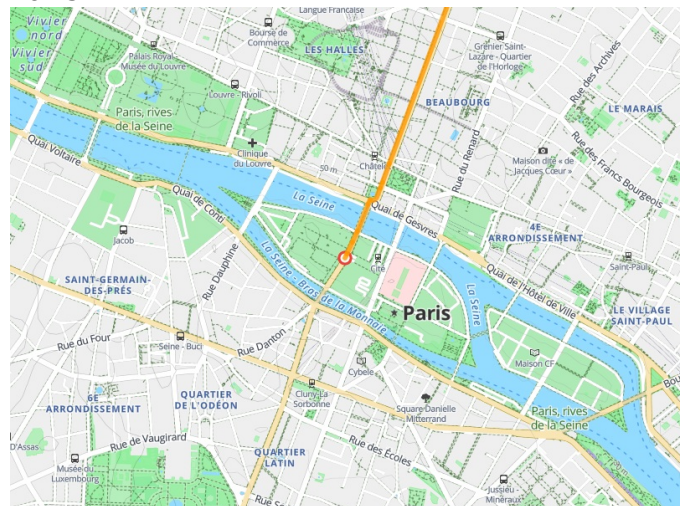 Langue Française
Vivier
nord
Vivier
sud
Bourse de
Commerce
LES HALLES
Palais Royal -
Musée du Louvre
Grenier Saint-
Lazare - Quartier
de l'Horloge
Rue des Archives
Louvre - Rivoli
BEAUBOURG
LE MARAIS
Paris, rives
de la Seine
Quai Voltaire
Clinique
du Louvre
50 m
Châtele
Rue du Renard
Maison dite « de
Jacques Cœur »
Rue des Francs Bourgeois
Quai de Conti
La Seine
Quai de Gesvres
4E
ARRONDISSEMENT
Jacob
Cité
Saint-Paul
SAINT-GERMAIN-
DES-PRÉS
Rue Dauphine
La Seine - Bras de la Monnaie
La Seine
Quai de l'Hôtel de Ville
Paris
LE VILLAGE
SAINT-PAUL
Rue du Four
Seine - Buci
Rue Danton
Cybele
Maison CF
6E
ARRONDISSEMENT
QUARTIER
DE L'ODÉON
Cluny-La
Sorbonne
Square Danielle
Mitterrand
Paris, rives
de la Seine
Bou
D'Assas
Rue de Vaugirard
Rue des Écoles
Musée du
Luxembourg
QUARTIER
LATIN
Jussieu -
Minéraux